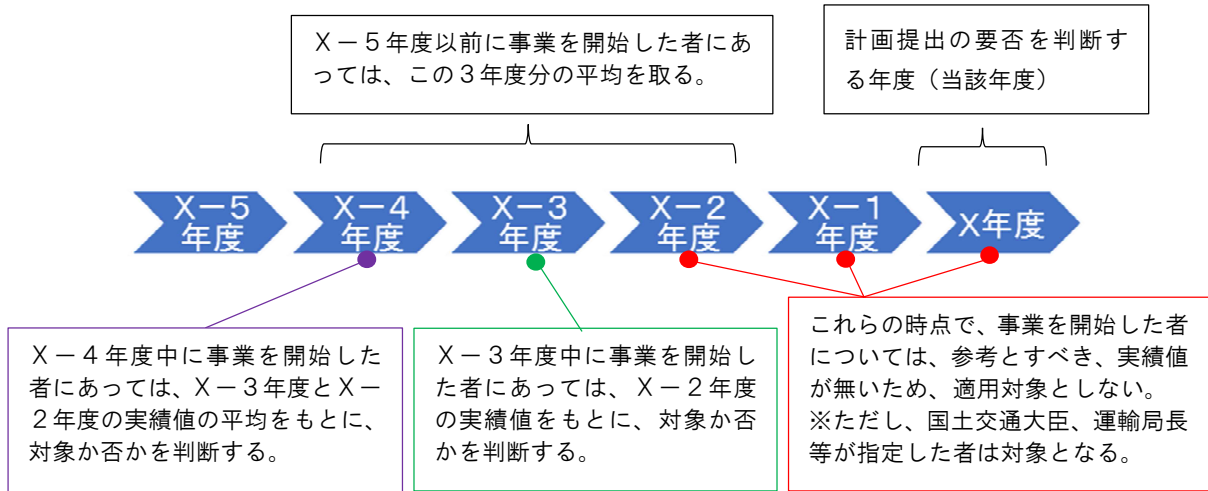 X－5年度以前に事業を開始した者にあ
っては、この3年度分の平均を取る。
計画提出の要否を判断す
る年度（当該年度）
X－5
年度
X－4
年度
X－3
年度
X－2
年度
X－1
年度
X年度
X－4年度中に事業を開始した
者にあっては、X－3年度とX－
2年度の実績値の平均をもとに、
対象か否かを判断する。
X－3年度中に事業を開始し
た者にあっては、X－2年度
の実績値をもとに、対象か否
かを判断する。
これらの時点で、事業を開始した者
については、参考とすべき、実績値
が無いため、適用対象としない。
※ただし、国土交通大臣、運輸局長
等が指定した者は対象となる。